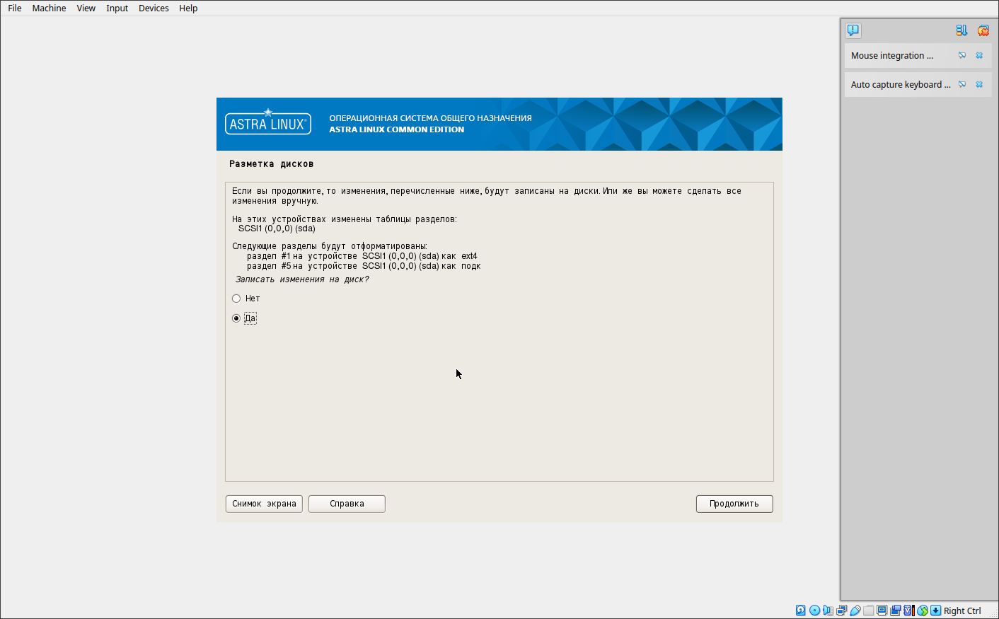 File Machine View Input Devices Help
Mouse integration ...
Auto capture keyboard ...
ASTRA LINUX®
ОПЕРАЦИОННАЯ СИСТЕМА ОБЩЕГО НАЗНАЧЕНИЯ
ASTRA LINUX COMMON EDITION
Разметка дисков
Если вы продолжите, то изменения, перечисленные ниже, будут записаны на диски. Или же вы можете сделать все
изменения вручную.
На этих устройствах изменены таблицы разделов:
SCSI1 (0,0,0) (sda)
Следующие разделы будут отформатированы:
раздел #1 на устройстве SCSI1 (0,0,0) (sda) как ext4
раздел #5 на устройстве SCSI1 (0,0,0) (sda) как подк
Записать изменения на диск?
Нет
Да
Снимок экрана Справка Продолжить
Right Ctrl